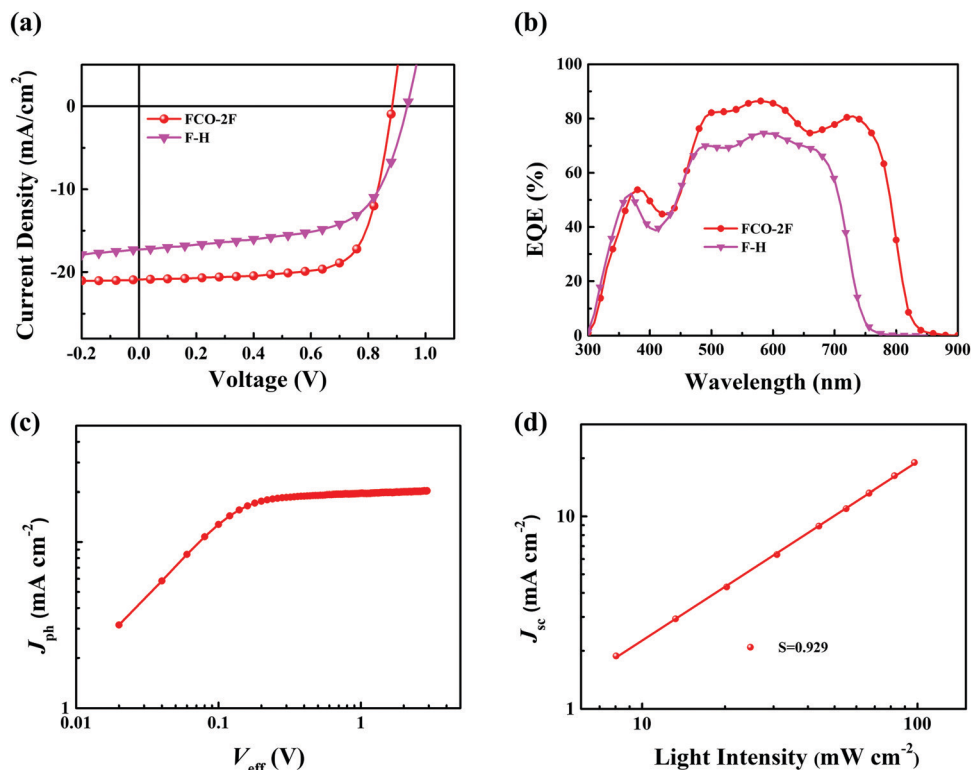 (a)
Current Density (mA/cm²)
0
-10
-20
FCO-2F
F-H
-0.2 0.0 0.2 0.4 0.6 0.8 1.0
Voltage (V)
(b)
EQE (%)
100
80
60
40
20
0
FCO-2F
F-H
300 400 500 600 700 800 900
Wavelength (nm)
(c)
Jph (mA cm-2)
1
0.01 0.1 1
Veff (V)
(d)
Jsc (mA cm-2)
10
1
S=0.929
10 100
Light Intensity (mW cm-2)